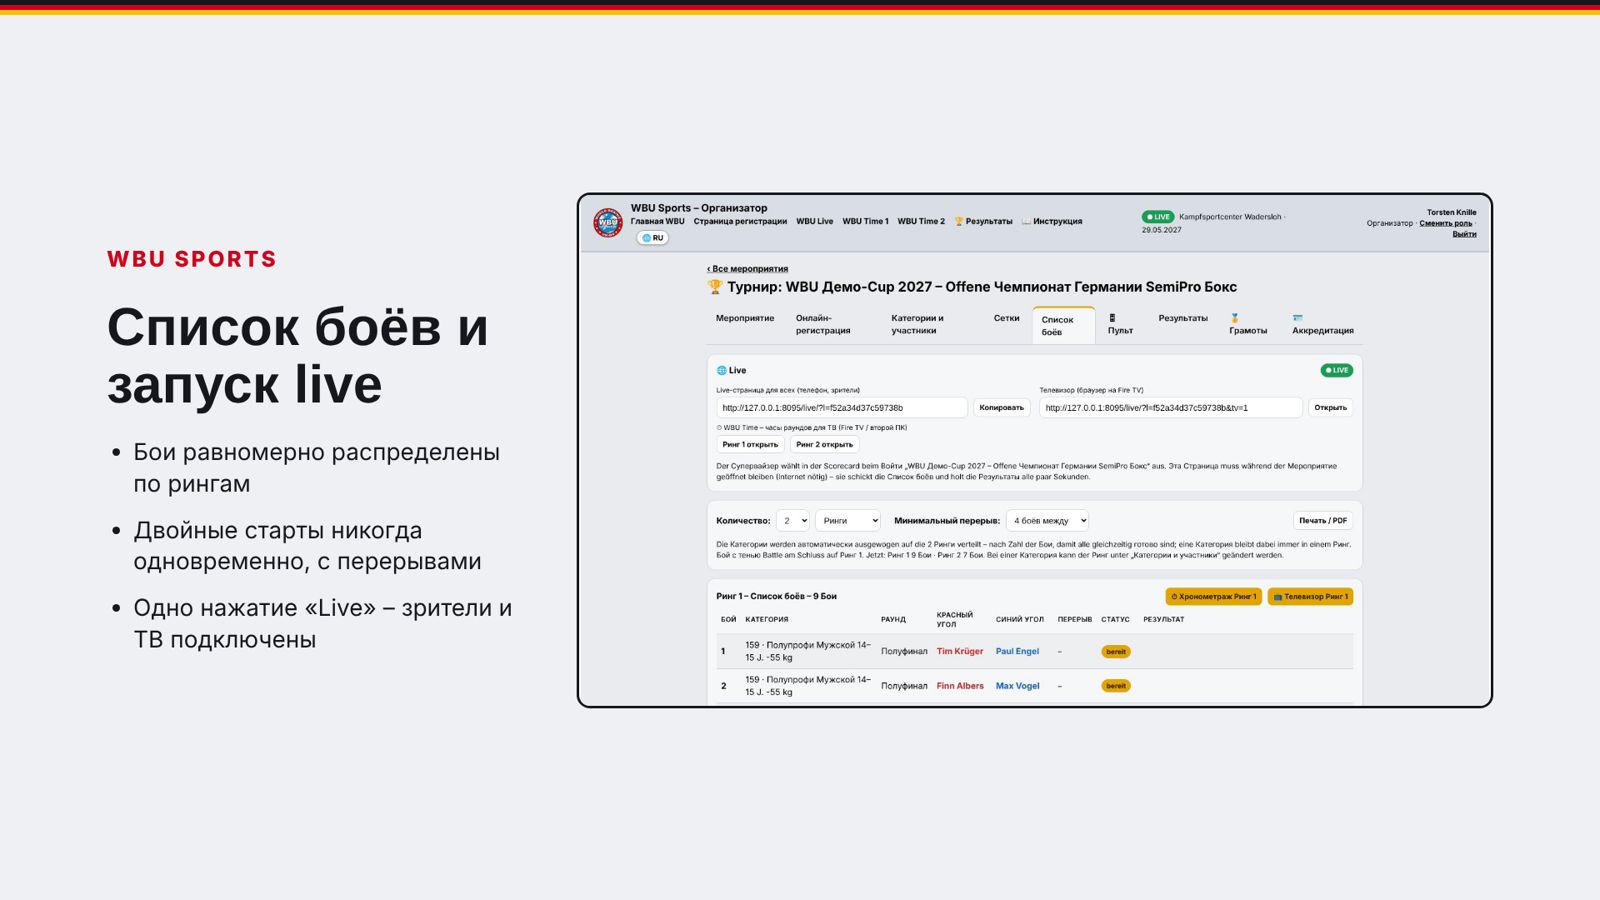 WBU SPORTS
Список боёв и
запуск live
• Бои равномерно распределены
по рингам
• Двойные старты никогда
одновременно, с перерывами
• Одно нажатие «Live» – зрители и
ТВ подключены
WBU Sports – Организатор
Главная WBU Страница регистрации WBU Live WBU Time 1 WBU Time 2 🏆 Результаты 📖 Инструкция
🌐 RU
● LIVE Kampfsportcenter Wadersloh ·
29.05.2027
Torsten Knille
Организатор · Сменить роль ·
Выйти
‹ Все мероприятия
🏆 Турнир: WBU Демо-Cup 2027 – Offene Чемпионат Германии SemiPro Бокс
Мероприятие
Онлайн-
регистрация
Категории и
участники
Сетки
Список
боёв
Пульт
Результаты
Грамоты
Аккредитация
🌐 Live
● LIVE
Live-страница для всех (телефон, зрители)
http://127.0.0.1:8095/live/?l=f52a34d37c59738b Копировать
Телевизор (браузер на Fire TV)
http://127.0.0.1:8095/live/?l=f52a34d37c59738b&tv=1 Открыть
⏱ WBU Time – часы раундов для ТВ (Fire TV / второй ПК)
Ринг 1 открыть Ринг 2 открыть
Der Супервайзер wählt in der Scorecard beim Войти „WBU Демо-Cup 2027 – Offene Чемпионат Германии SemiPro Бокс“ aus. Эта Страница muss während der Мероприятие
geöffnet bleiben (Internet nötig) – sie schickt die Список боёв und holt die Результаты alle paar Sekunden.
Количество: 2 Ринги Минимальный перерыв: 4 боёв между Печать / PDF
Die Категории werden automatisch ausgewogen auf die 2 Ринги verteilt – nach Zahl der Бои, damit alle gleichzeitig готово sind; eine Категория bleibt dabei immer in einem Ринг.
Бой с тенью Battle am Schluss auf Ринг 1. Jetzt: Ринг 1 9 Бои · Ринг 2 7 Бои. Bei einer Категория kann der Ринг unter „Категории и участники“ geändert werden.
Ринг 1 – Список боёв – 9 Бои
⏱ Хронометраж Ринг 1 📺 Телевизор Ринг 1
БОЙ КАТЕГОРИЯ РАУНД КРАСНЫЙ УГОЛ СИНИЙ УГОЛ ПЕРЕРЫВ СТАТУС РЕЗУЛЬТАТ
1 159 · Полупрофи Мужской 14–
15 J. -55 kg Полуфинал Tim Krüger Paul Engel – bereit
2 159 · Полупрофи Мужской 14–
15 J. -55 kg Полуфинал Finn Albers Max Vogel – bereit